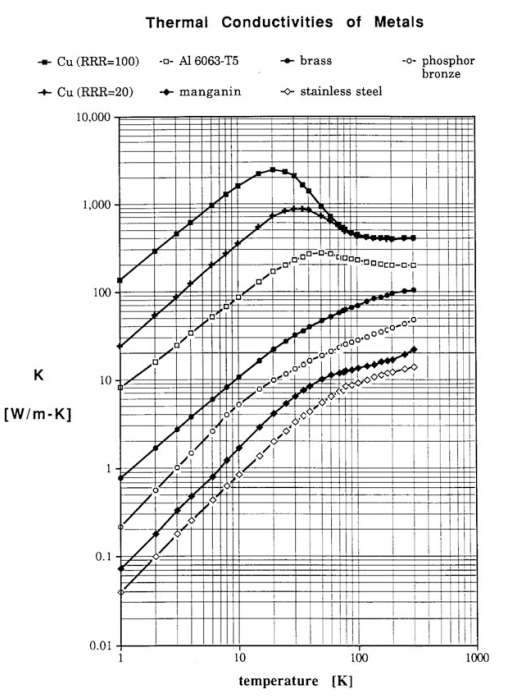 Thermal Conductivities of Metals
Cu (RRR=100) Al 6063-T5 brass phosphor bronze
Cu (RRR=20) manganin stainless steel
10,000
1,000
100
10
1
0.1
0.01
K
[W/m-K]
1 10 100 1000
temperature [K]